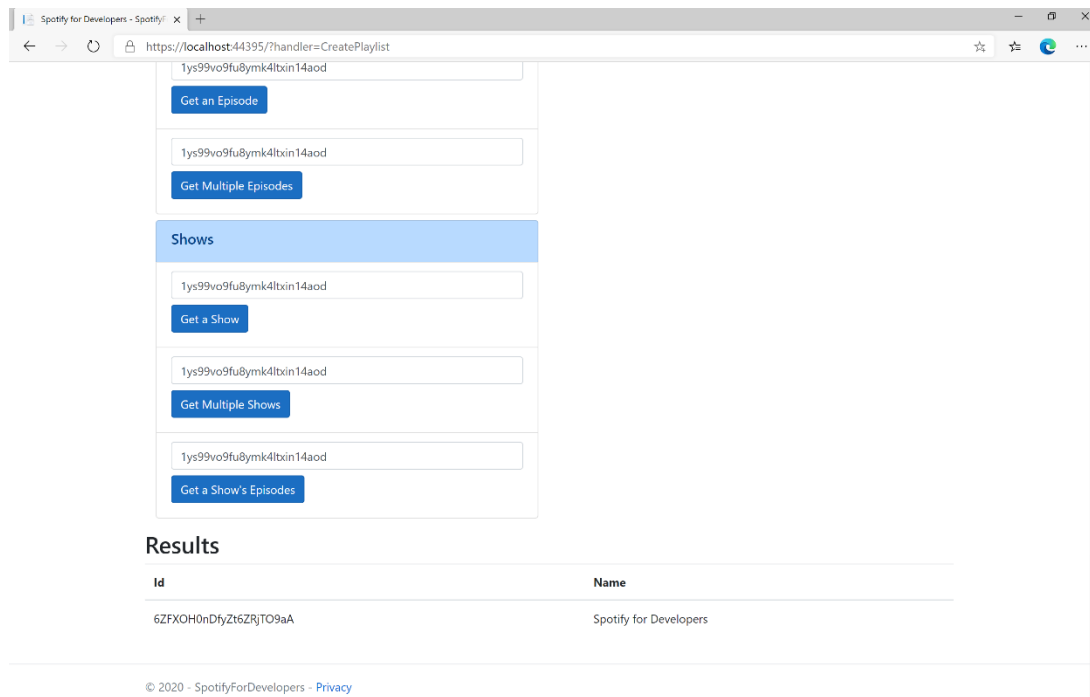 Spotify for Developers - Spotify
https://localhost:44395/?handler=CreatePlaylist
1ys99vo9fu8ymk4ltxin14aod
Get an Episode
1ys99vo9fu8ymk4ltxin14aod
Get Multiple Episodes
Shows
1ys99vo9fu8ymk4ltxin14aod
Get a Show
1ys99vo9fu8ymk4ltxin14aod
Get Multiple Shows
1ys99vo9fu8ymk4ltxin14aod
Get a Show's Episodes
Results
Id Name
6ZFXOH0nDfyZt6ZRjTO9aA Spotify for Developers
© 2020 - SpotifyForDevelopers - Privacy